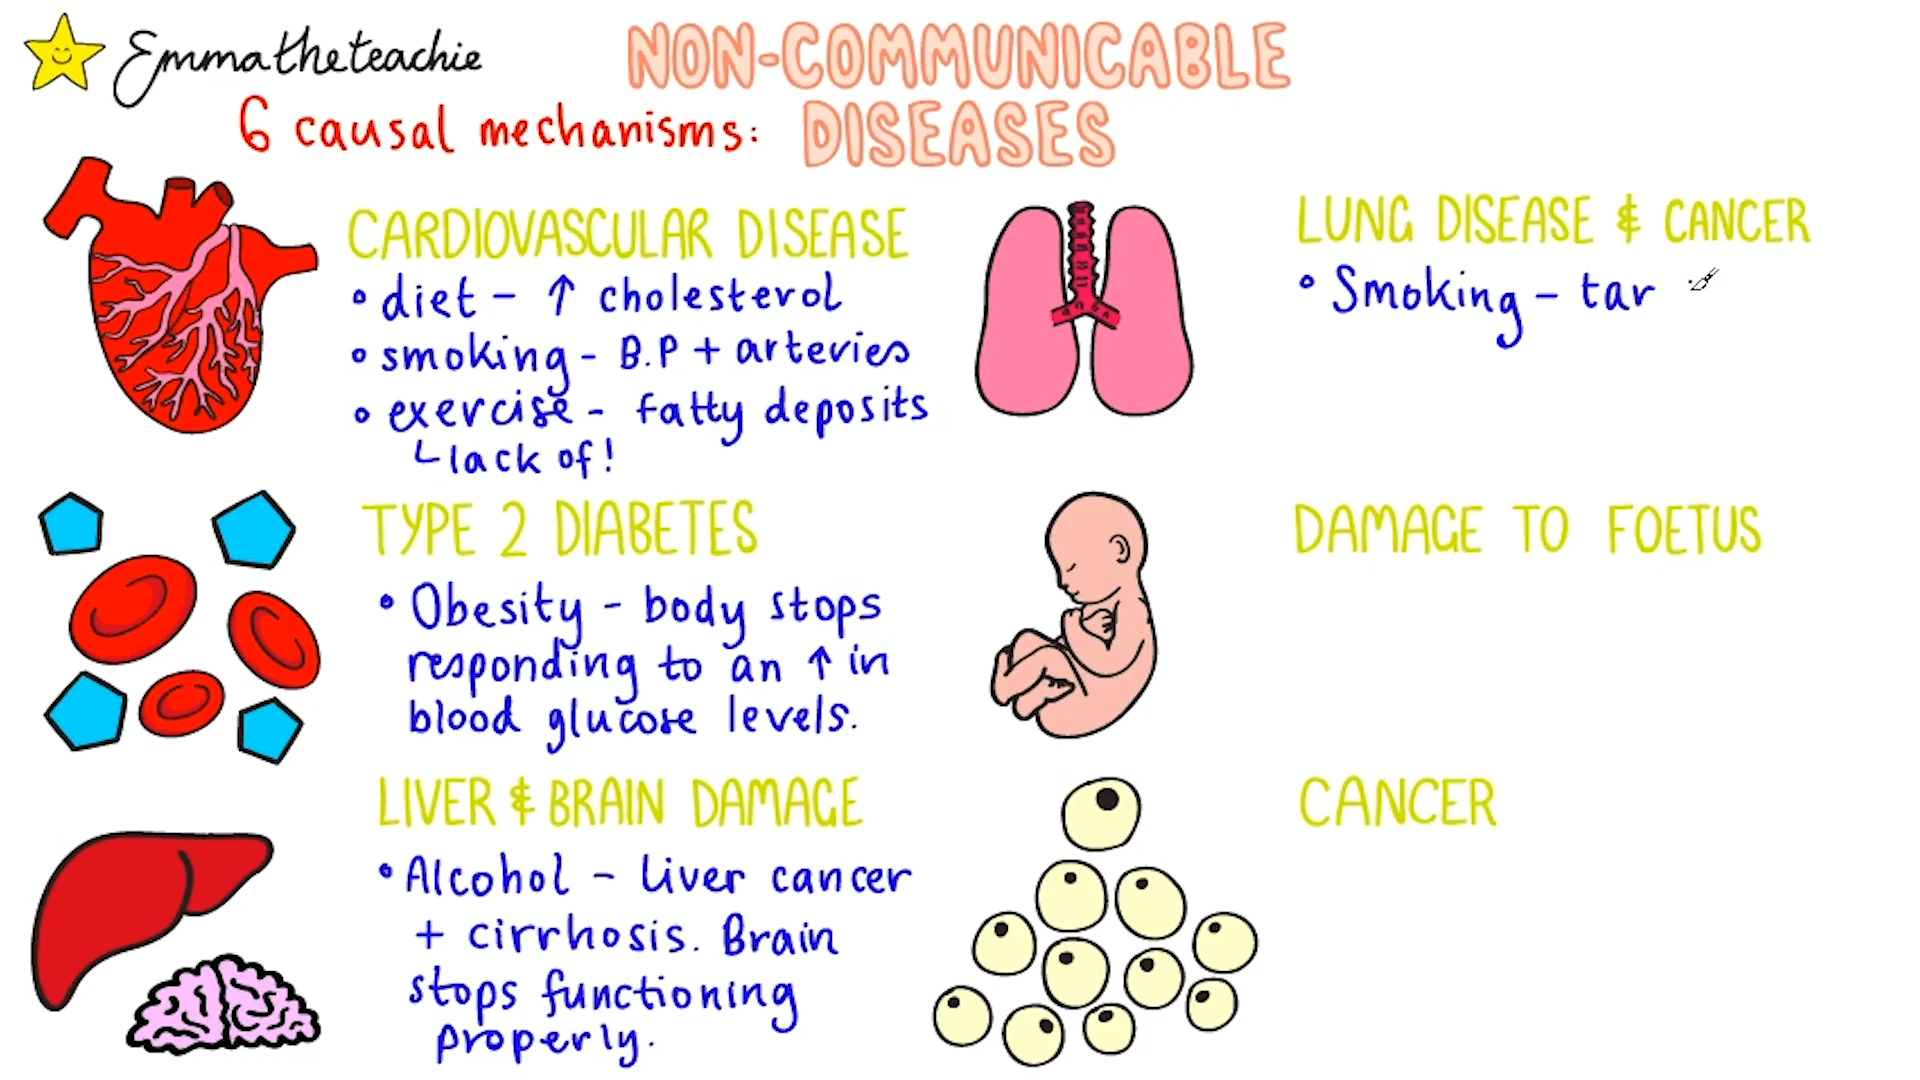 Emmatheteachie
NON-COMMUNICABLE
DISEASES
6 causal mechanisms:
CARDIOVASCULAR DISEASE
• diet - ↑ cholesterol
• smoking - B.P + arteries
• exercise - fatty deposits
↳ lack of!
TYPE 2 DIABETES
• Obesity - body stops
responding to an ↑ in
blood glucose levels.
LIVER & BRAIN DAMAGE
• Alcohol - liver cancer
+ cirrhosis. Brain
stops functioning
properly.
LUNG DISEASE & CANCER
• Smoking - tar
DAMAGE TO FOETUS
CANCER